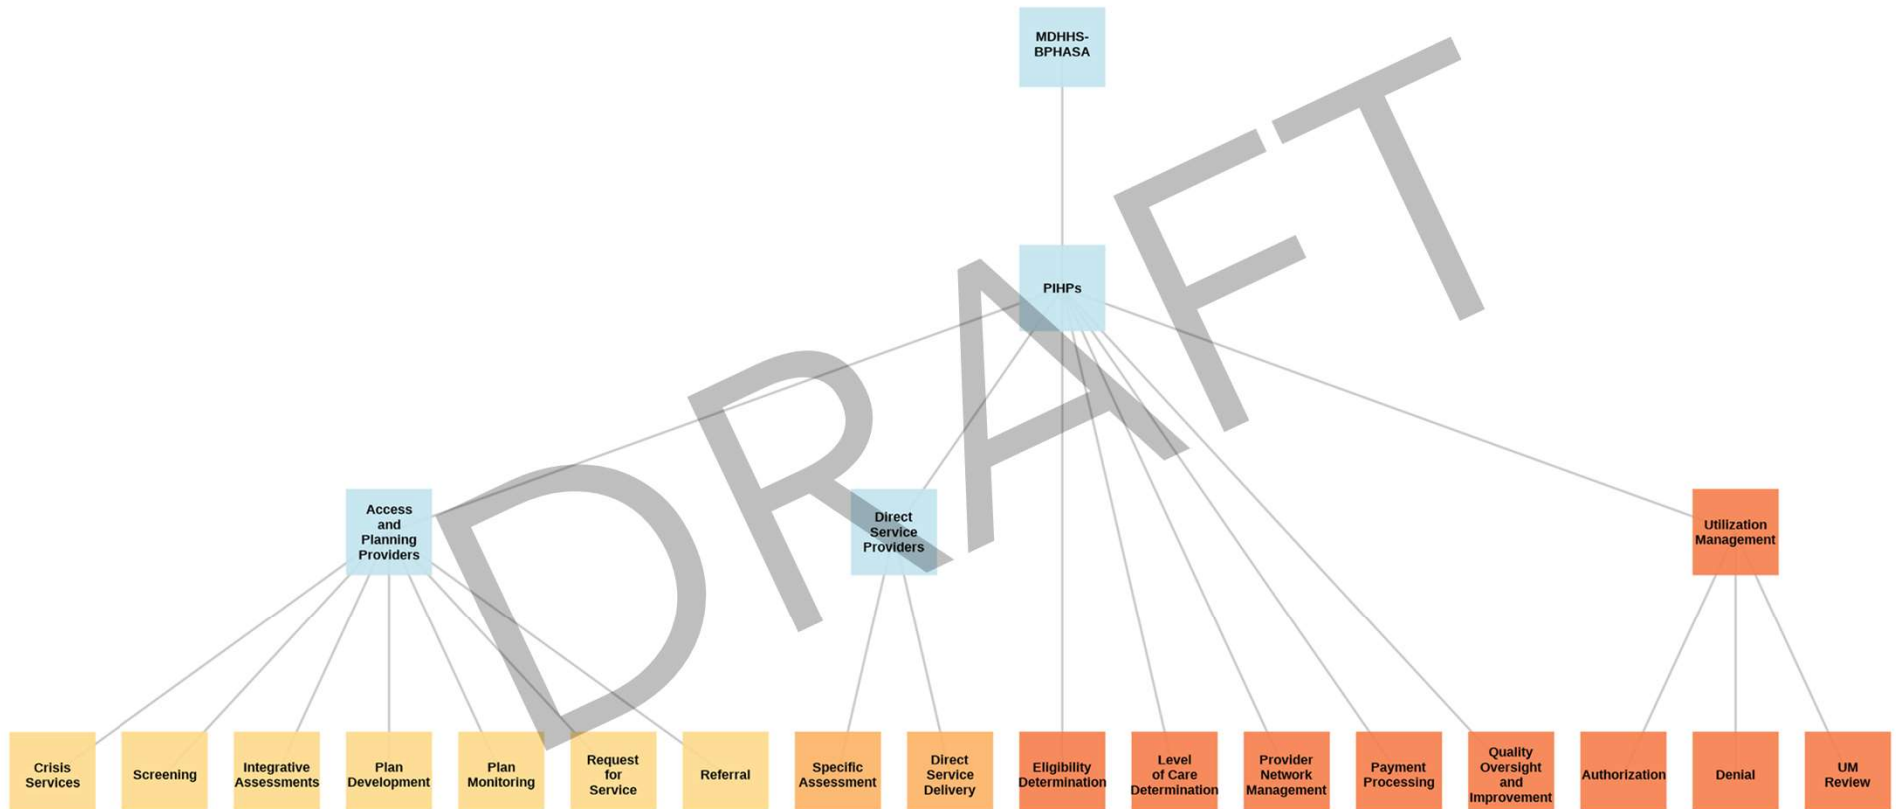 MDHHS-
BPHASA
PIHPs
Access
and
Planning
Providers
Direct
Service
Providers
Utilization
Management
Crisis
Services
Screening
Integrative
Assessments
Plan
Development
Plan
Monitoring
Request
for
Service
Referral
Specific
Assessment
Direct
Service
Delivery
Eligibility
Determination
Level
of Care
Determination
Provider
Network
Management
Payment
Processing
Quality
Oversight
and
Improvement
Authorization
Denial
UM
Review
DRAFT